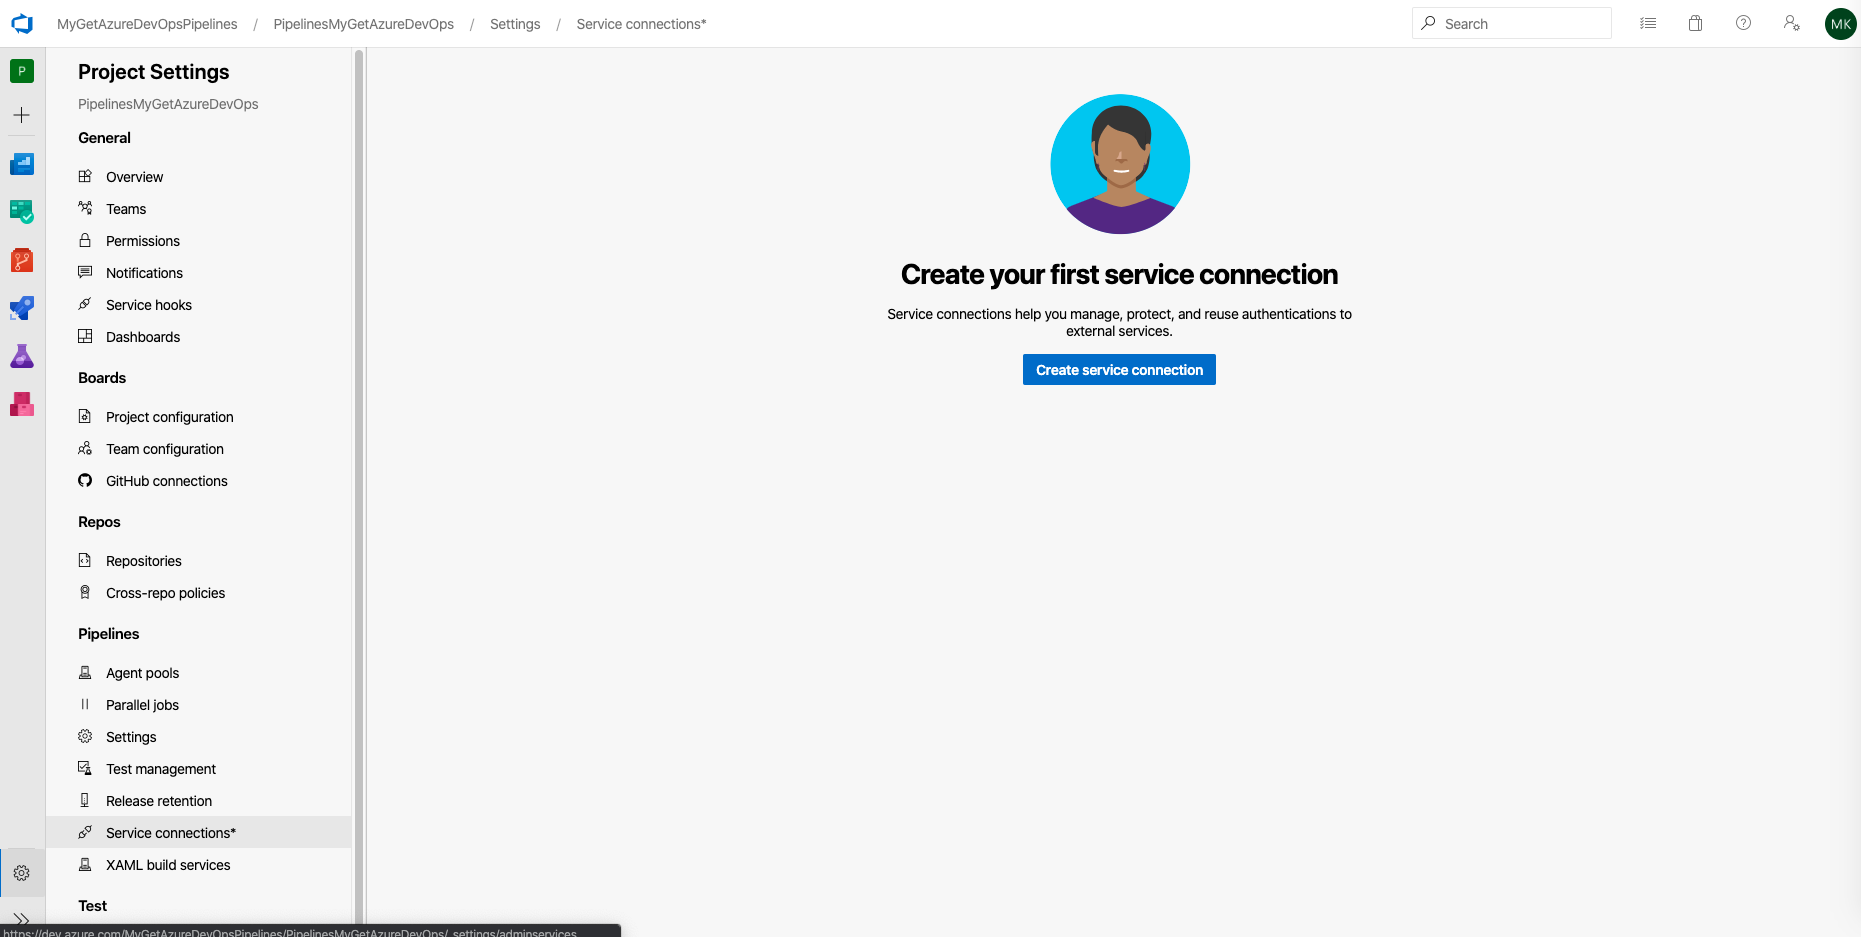 MyGetAzureDevOpsPipelines / PipelinesMyGetAzureDevOps / Settings / Service connections*
Search
MK
P
Project Settings
PipelinesMyGetAzureDevOps
General
Overview
Teams
Permissions
Notifications
Service hooks
Dashboards
Boards
Project configuration
Team configuration
GitHub connections
Repos
Repositories
Cross-repo policies
Pipelines
Agent pools
Parallel jobs
Settings
Test management
Release retention
Service connections*
XAML build services
Test
Create your first service connection
Service connections help you manage, protect, and reuse authentications to
external services.
Create service connection
https://dev.azure.com/MyGetAzureDevOpsPipelines/PipelinesMyGetAzureDevOps/_settings/adminservices